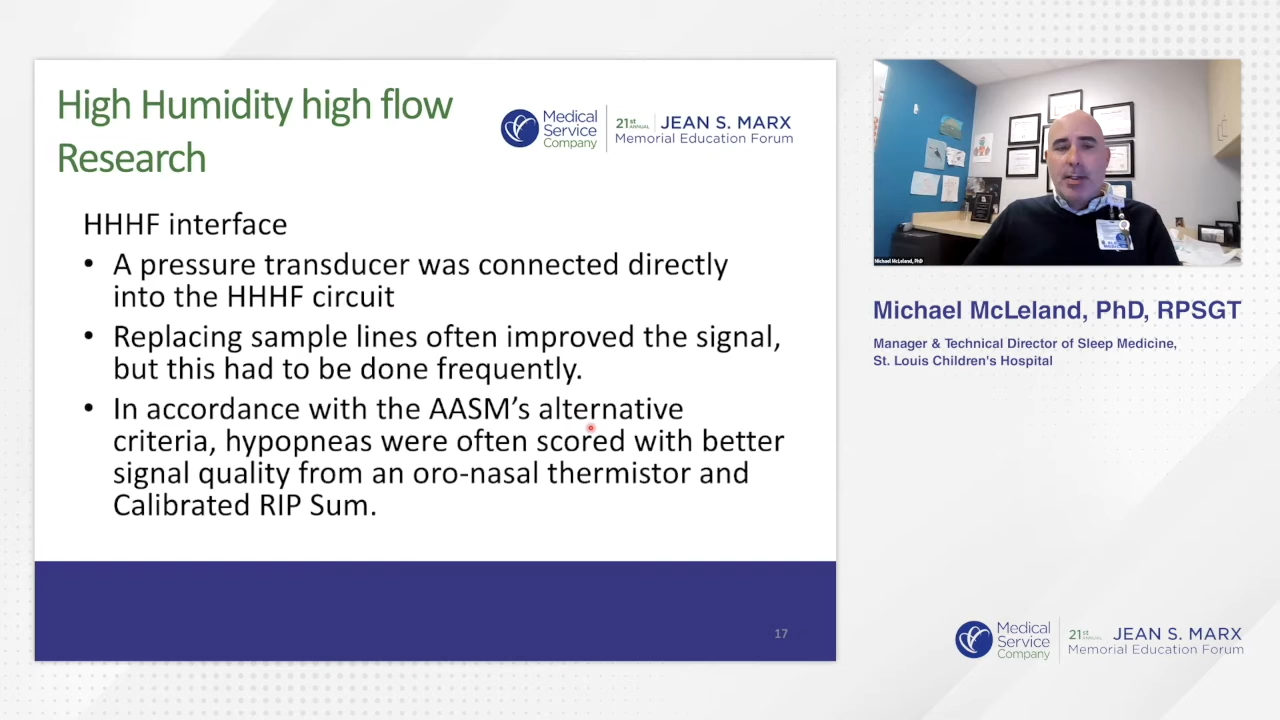 High Humidity high flow
Research
Medical
Service
Company
21st
ANNUAL
JEAN S. MARX
Memorial Education Forum
HHHF interface
• A pressure transducer was connected directly
into the HHHF circuit
• Replacing sample lines often improved the signal,
but this had to be done frequently.
• In accordance with the AASM's alternative
criteria, hypopneas were often scored with better
signal quality from an oro-nasal thermistor and
Calibrated RIP Sum.
17
Michael McLeland, PhD
Michael McLeland, PhD, RPSGT
Manager & Technical Director of Sleep Medicine,
St. Louis Children's Hospital
Medical
Service
Company
21st
ANNUAL
JEAN S. MARX
Memorial Education Forum